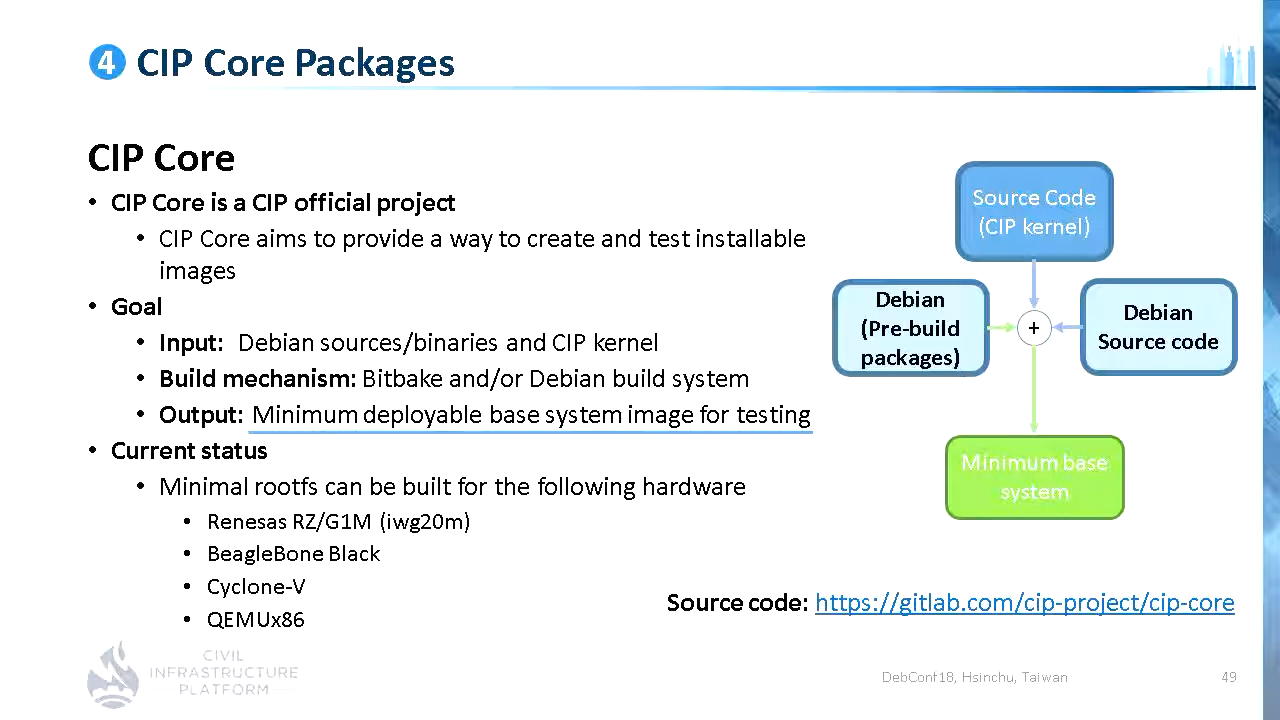 4 CIP Core Packages
CIP Core
• CIP Core is a CIP official project
• CIP Core aims to provide a way to create and test installable
images
• Goal
• Input: Debian sources/binaries and CIP kernel
• Build mechanism: Bitbake and/or Debian build system
• Output: Minimum deployable base system image for testing
• Current status
• Minimal rootfs can be built for the following hardware
• Renesas RZ/G1M (iwg20m)
• BeagleBone Black
• Cyclone-V
• QEMUx86
Source Code
(CIP kernel)
Debian
(Pre-build
packages)
+
Debian
Source code
Minimum base
system
Source code: https://gitlab.com/cip-project/cip-core
CIVIL
INFRASTRUCTURE
PLATFORM
DebConf18, Hsinchu, Taiwan
49